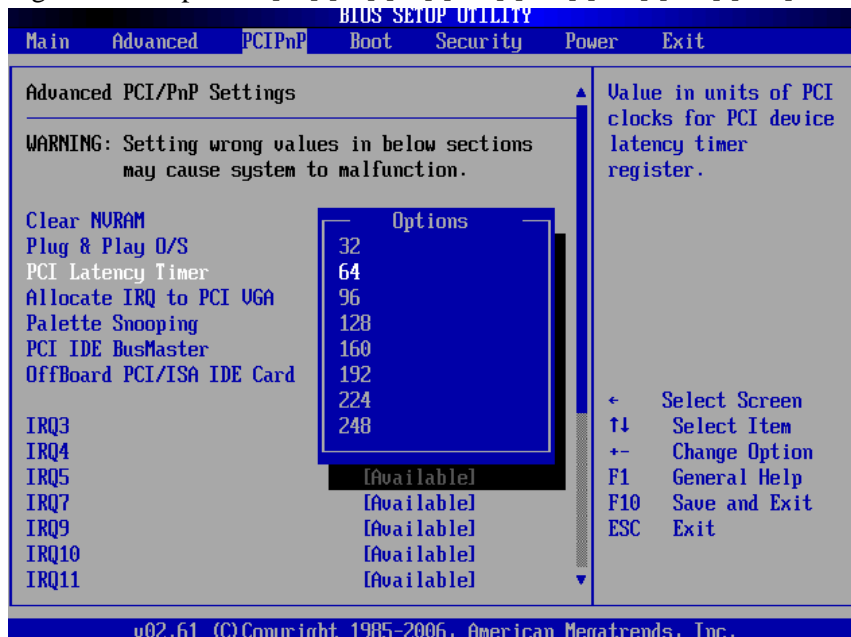 BIOS SETUP UTILITY
Main Advanced PCIPnP Boot Security Power Exit
Advanced PCI/PnP Settings
WARNING: Setting wrong values in below sections
may cause system to malfunction.
Clear NVRAM
Plug & Play O/S
PCI Latency Timer
Allocate IRQ to PCI VGA
Palette Snooping
PCI IDE BusMaster
OffBoard PCI/ISA IDE Card
Options
32
64
96
128
160
192
224
248
IRQ3
IRQ4
IRQ5 [Available]
IRQ7 [Available]
IRQ9 [Available]
IRQ10 [Available]
IRQ11 [Available]
Value in units of PCI
clocks for PCI device
latency timer
register.
← Select Screen
↑↓ Select Item
+- Change Option
F1 General Help
F10 Save and Exit
ESC Exit
v02.61 (C)Copyright 1985-2006, American Megatrends, Inc.